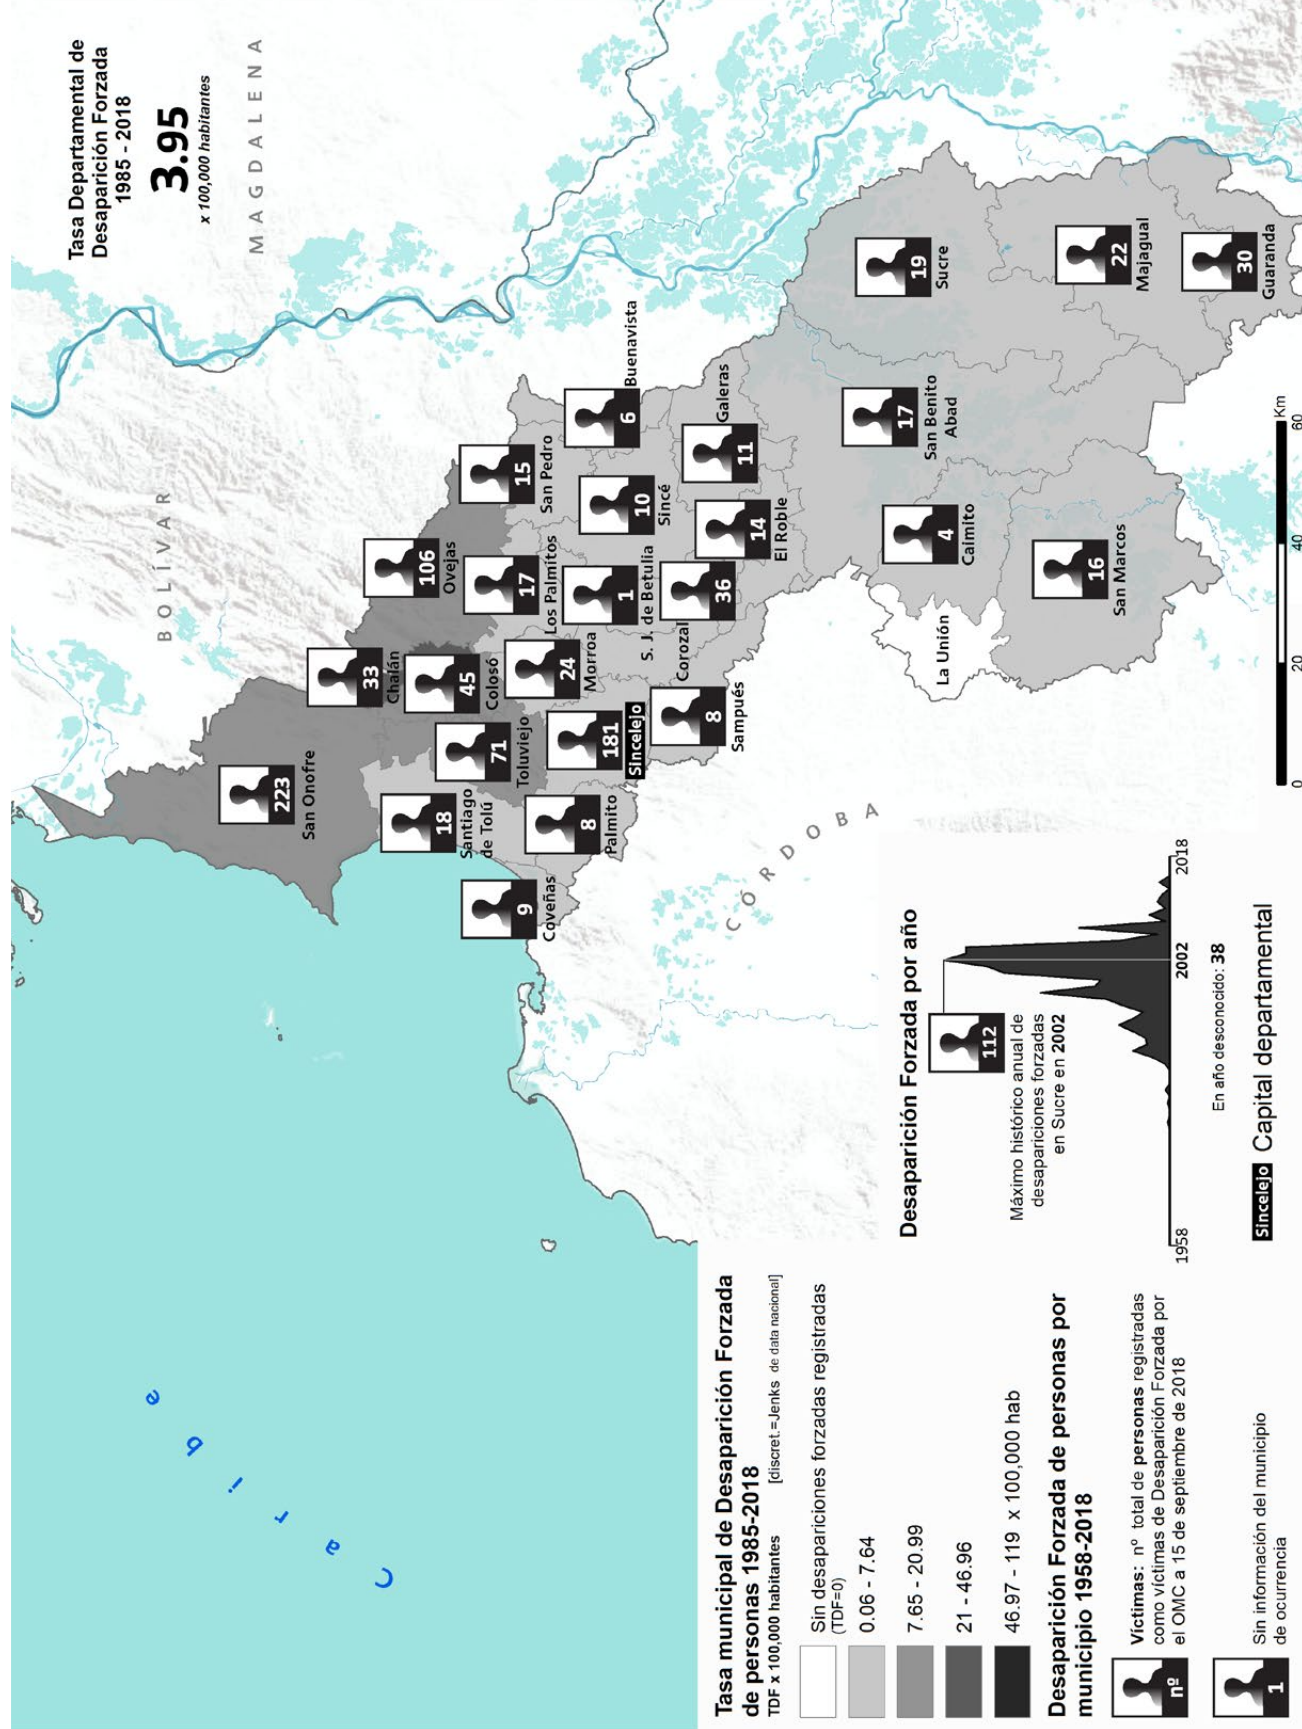 Tasa Departamental de
Desaparición Forzada
1985 - 2018
3.95
x 100,000 habitantes
MAGDALENA
BOLÍVAR
CÓRDOBA
Caribe
223
San Onofre
33
Chalán
106
Ovejas
18
Santiago
de Tolú
71
Toluviejo
45
Colosó
17
Los Palmitos
15
San Pedro
9
Coveñas
8
Palmito
181
Sincelejo
24
Morroa
1
S. J. de Betulia
10
Sincé
6
Buenavista
8
Sampués
36
Corozal
14
El Roble
11
Galeras
La Unión
4
Caimito
17
San Benito
Abad
19
Sucre
16
San Marcos
22
Majagual
30
Guaranda
0
20
40
60
Km
Tasa municipal de Desaparición Forzada
de personas 1985-2018
TDF x 100,000 habitantes
[discret.=Jenks de data nacional]
Sin desapariciones forzadas registradas
(TDF=0)
0.06 - 7.64
7.65 - 20.99
21 - 46.96
46.97 - 119 x 100,000 hab
Desaparición Forzada de personas por
municipio 1958-2018
nº
Víctimas: nº total de personas registradas
como víctimas de Desaparición Forzada por
el OMC a 15 de septiembre de 2018
1
Sin información del municipio
de ocurrencia
Desaparición Forzada por año
112
Máximo histórico anual de
desapariciones forzadas
en Sucre en 2002
1958
2002
2018
En año desconocido: 38
Sincelejo Capital departamental